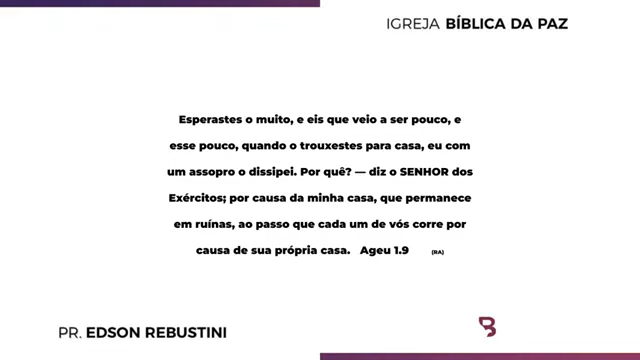 IGREJA BÍBLICA DA PAZ
Esperastes o muito, e eis que veio a ser pouco, e
esse pouco, quando o trouxestes para casa, eu com
um assopro o dissipei. Por quê? — diz o SENHOR dos
Exércitos; por causa da minha casa, que permanece
em ruínas, ao passo que cada um de vós corre por
causa de sua própria casa. Ageu 1.9 (RA)
PR. EDSON REBUSTINI